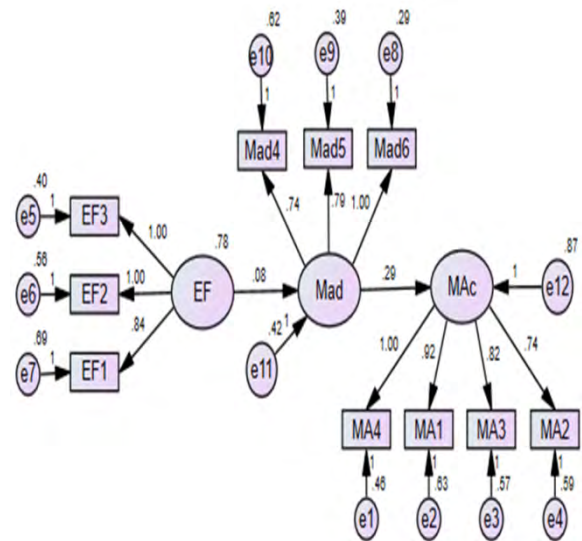 .62 .39 .29
e10 e9 e8
1 1 1
Mad4 Mad5 Mad6
.40
e5 1 EF3
.74 .79 1.00
1.00 .78 .87
.56
e6 1 EF2 1.00 EF .08 Mad .29 MAc 1 e12
.84
.69
e7 1 EF1
.42 1
e11
1.00 .92 .82 .74
MA4 MA1 MA3 MA2
1 1 1 1
.46 .63 .57 .59
e1 e2 e3 e4